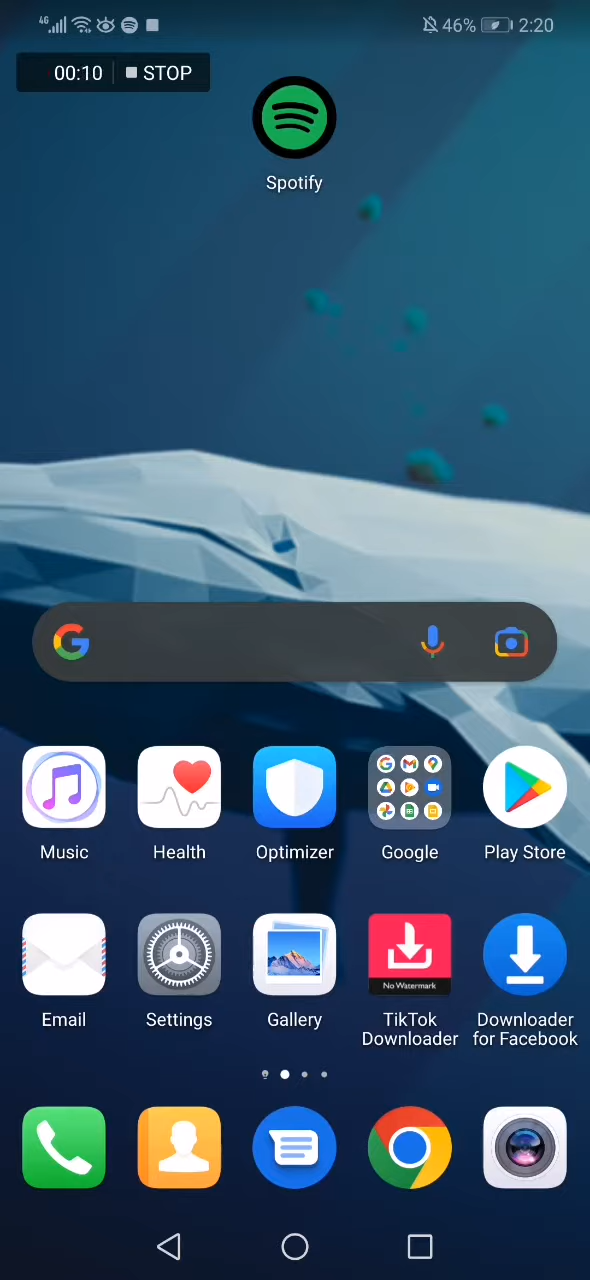 4G 46% 2:20
00:10 STOP
Spotify
Music Health Optimizer Google Play Store
No Watermark
Email Settings Gallery TikTok Downloader
Downloader for Facebook